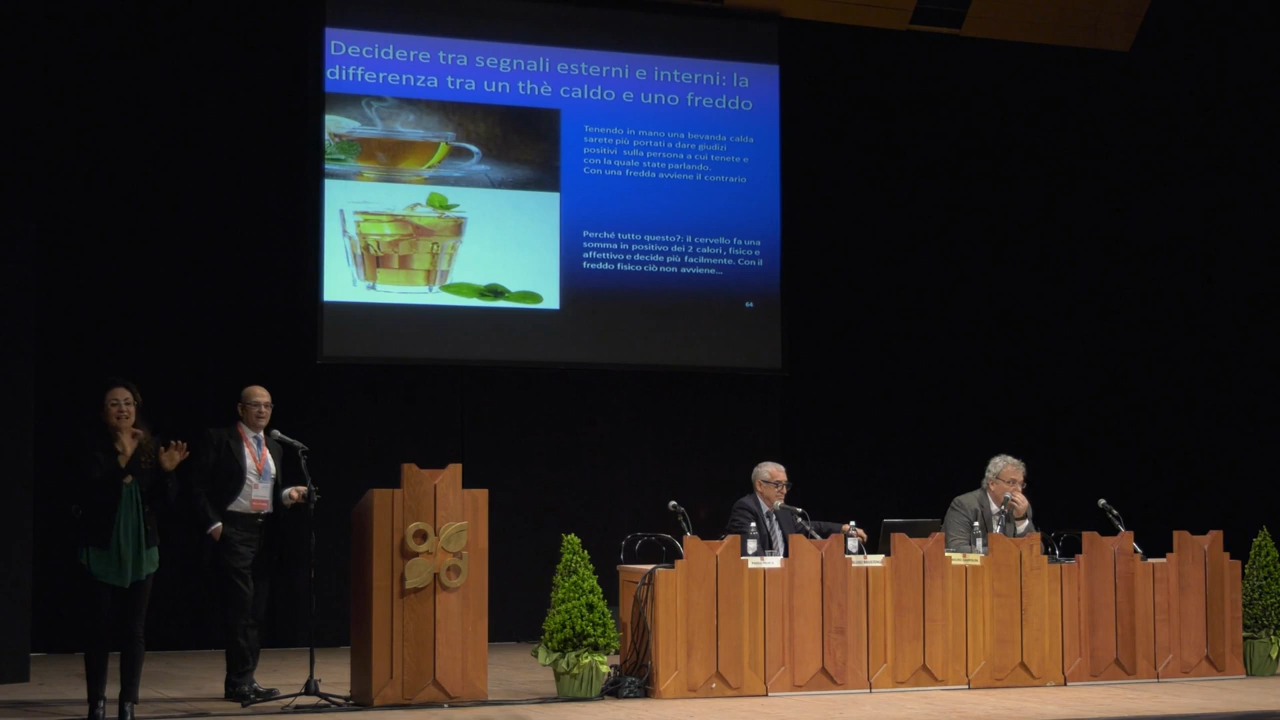 Decidere tra segnali esterni e interni: la
differenza tra un thè caldo e uno freddo
Tenendo in mano una bevanda calda
sarete più portati a dare giudizi
positivi sulla persona a cui tenete e
con la quale state parlando.
Con una fredda avviene il contrario
Perché tutto questo?: il cervello fa una
somma in positivo dei 2 calori, fisico e
affettivo e decide più facilmente. Con il
freddo fisico ciò non avviene...
64